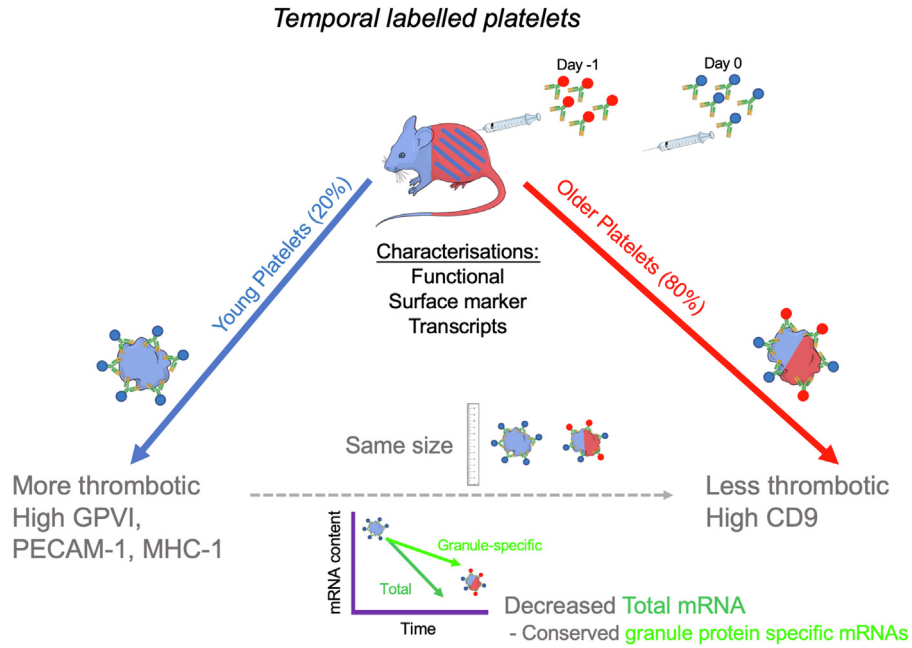 Temporal labelled platelets
Day -1
Day 0
Young Platelets (20%)
Older Platelets (80%)
Characterisations:
Functional
Surface marker
Transcripts
Same size
More thrombotic
High GPVI,
PECAM-1, MHC-1
Less thrombotic
High CD9
mRNA content
Granule-specific
Total
Time
Decreased Total mRNA
- Conserved granule protein specific mRNAs